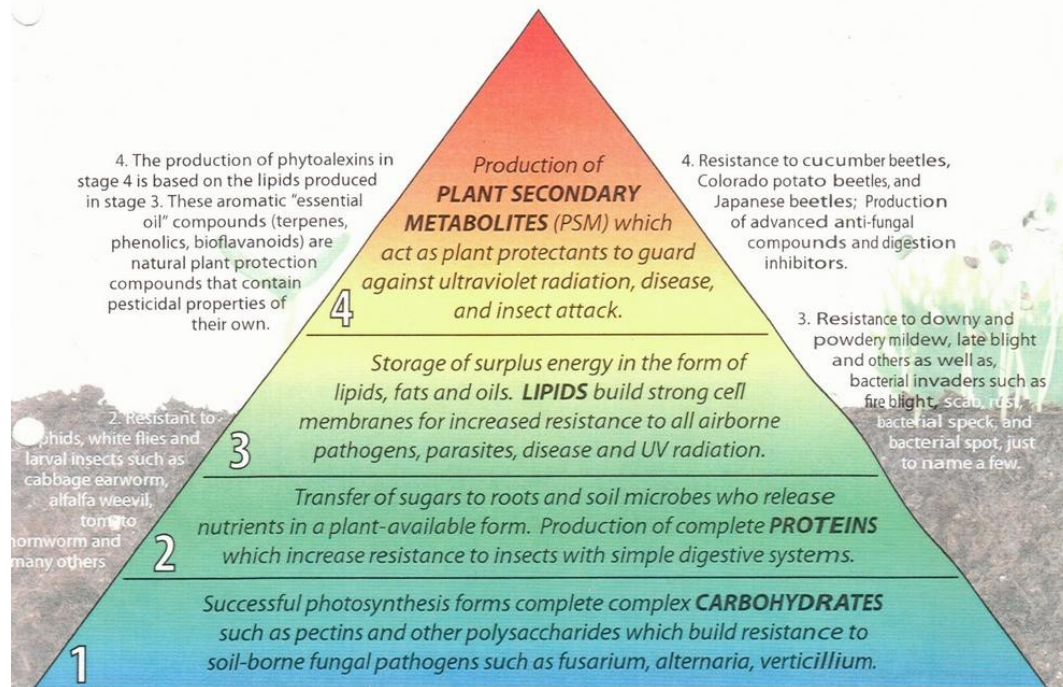 4. The production of phytoalexins in
stage 4 is based on the lipids produced
in stage 3. These aromatic "essential
oil" compounds (terpenes,
phenolics, bioflavanoids) are
natural plant protection
compounds that contain
pesticidal properties of
their own.
Production of
PLANT SECONDARY
METABOLITES (PSM) which
act as plant protectants to guard
against ultraviolet radiation, disease,
and insect attack.
4
4. Resistance to cucumber beetles,
Colorado potato beetles, and
Japanese beetles; Production
of advanced anti-fungal
compounds and digestion
inhibitors.
3. Resistance to downy and
powdery mildew, late blight
and others as well as,
bacterial invaders such as
fire blight, scab, rust,
bacterial speck, and
bacterial spot, just
to name a few.
Storage of surplus energy in the form of
lipids, fats and oils. LIPIDS build strong cell
membranes for increased resistance to all airborne
pathogens, parasites, disease and UV radiation.
3
2. Resistant to
phids, white flies and
larval insects such as
cabbage earworm,
alfalfa weevil,
tomato
hornworm and
many others
Transfer of sugars to roots and soil microbes who release
nutrients in a plant-available form. Production of complete PROTEINS
which increase resistance to insects with simple digestive systems.
2
Successful photosynthesis forms complete complex CARBOHYDRATES
such as pectins and other polysaccharides which build resistance to
soil-borne fungal pathogens such as fusarium, alternaria, verticillium.
1